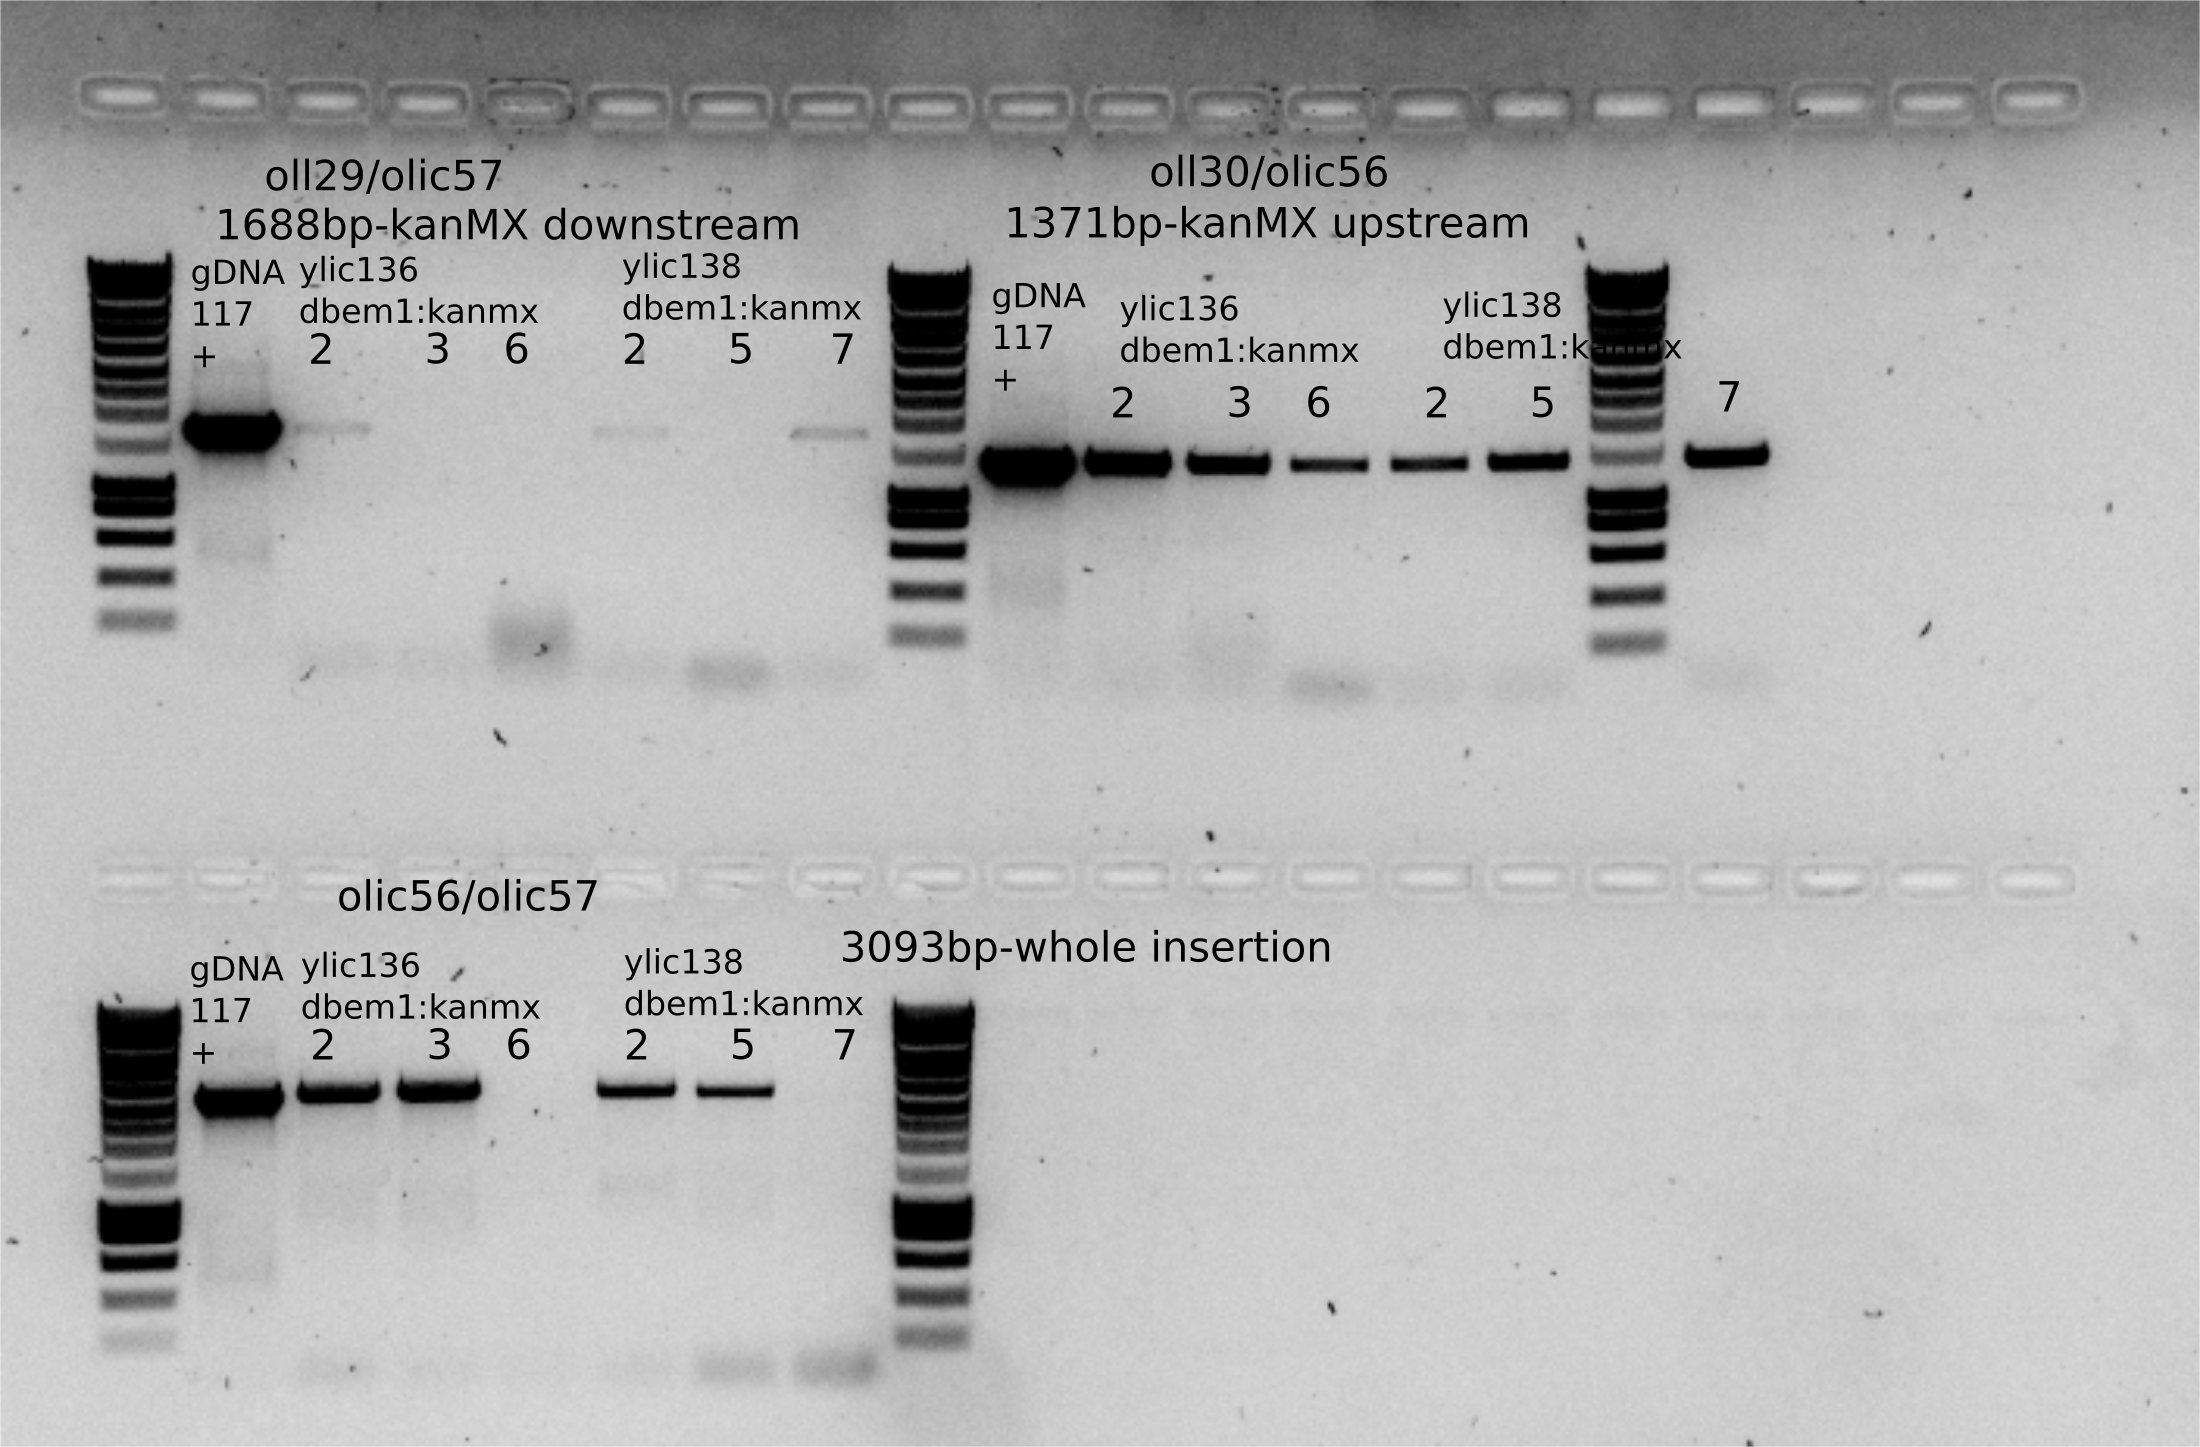 oll29/olic57
1688bp-kanMX downstream
gDNA
117
+
ylic136
dbem1:kanmx
2 3 6
ylic138
dbem1:kanmx
2 5 7
oll30/olic56
1371bp-kanMX upstream
gDNA
117
+
ylic136
dbem1:kanmx
2 3 6
ylic138
dbem1:kanmx
2 5 7
olic56/olic57
3093bp-whole insertion
gDNA
117
+
ylic136
dbem1:kanmx
2 3 6
ylic138
dbem1:kanmx
2 5 7